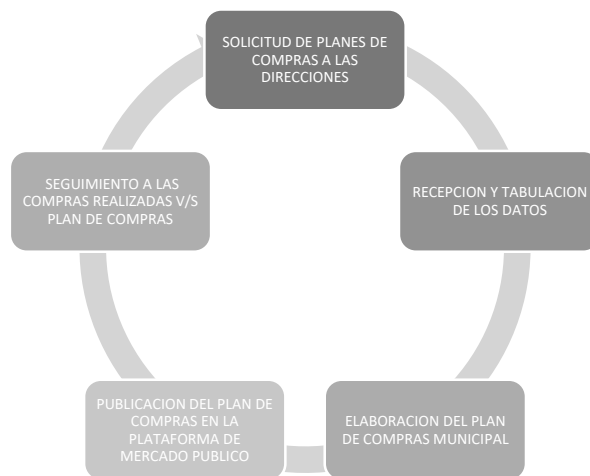 SOLICITUD DE PLANES DE
COMPRAS A LAS
DIRECCIONES
RECEPCION Y TABULACION
DE LOS DATOS
ELABORACION DEL PLAN
DE COMPRAS MUNICIPAL
PUBLICACION DEL PLAN DE
COMPRAS EN LA
PLATAFORMA DE
MERCADO PUBLICO
SEGUIMIENTO A LAS
COMPRAS REALIZADAS V/S
PLAN DE COMPRAS